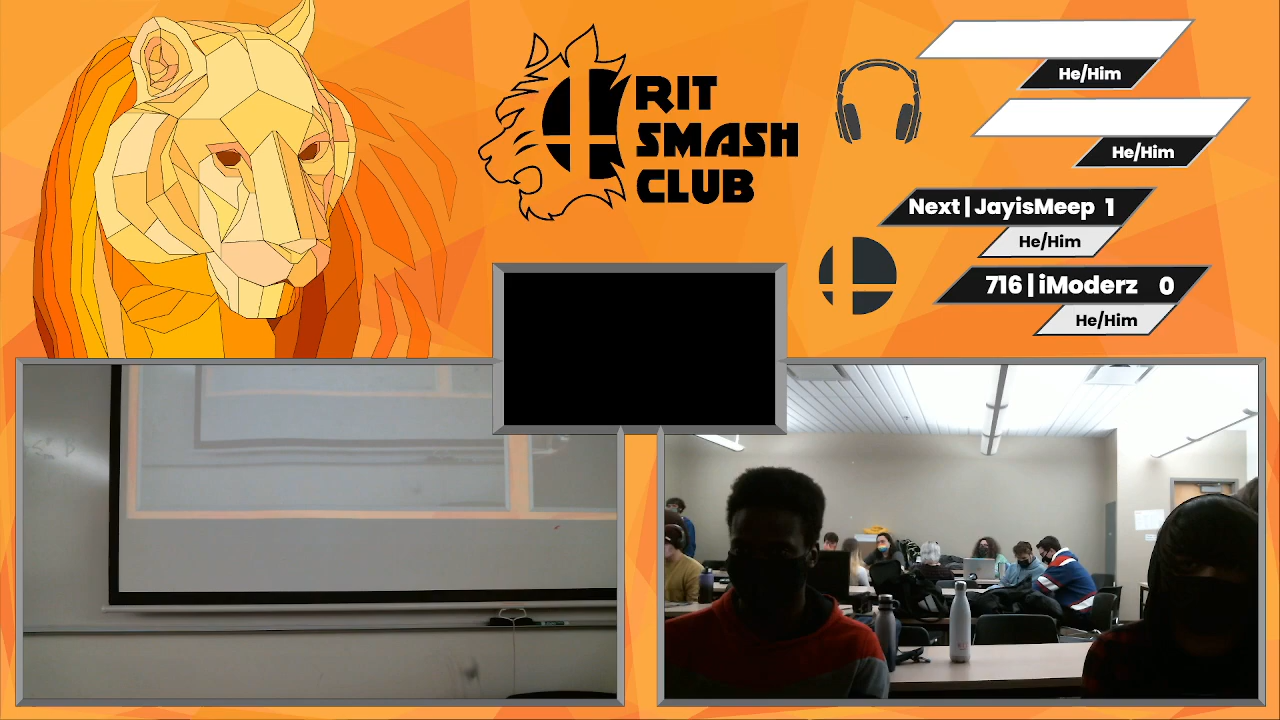 RIT
SMASH
CLUB
He/Him
He/Him
Next | JayisMeep 1
He/Him
716 | iModerz 0
He/Him